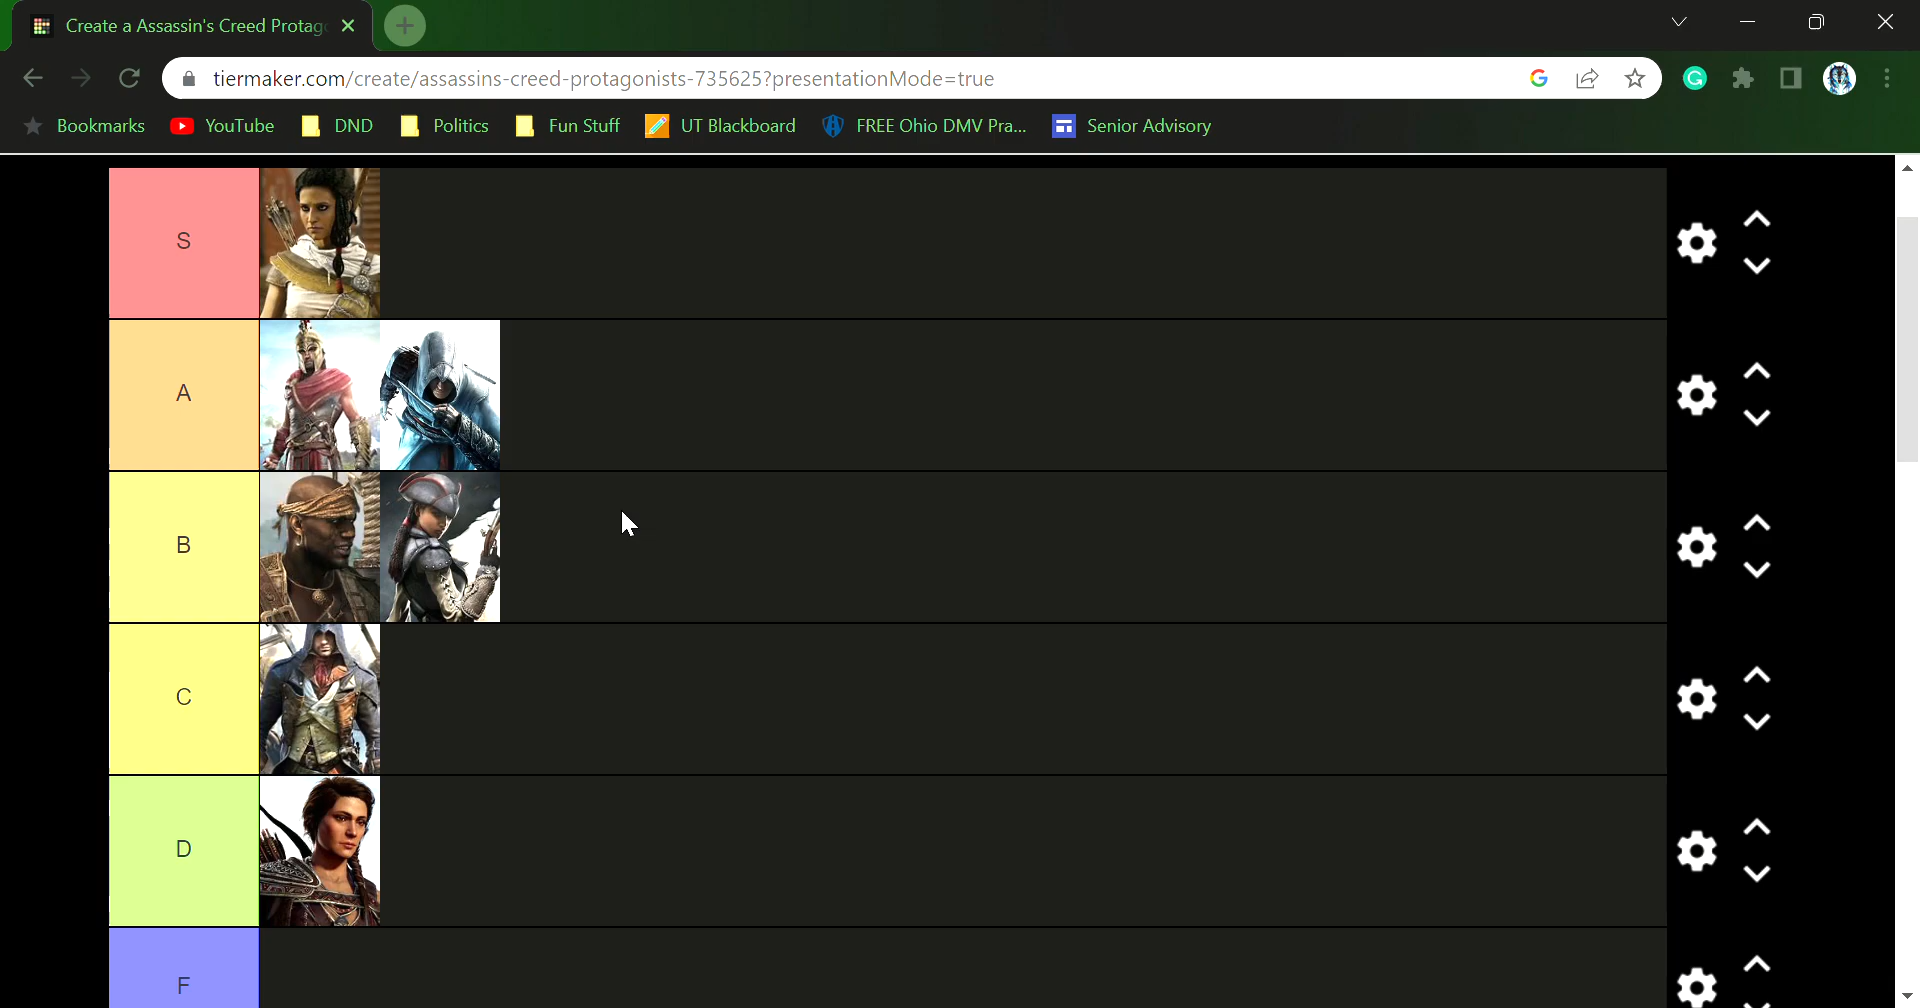 Create a Assassin's Creed Protag
tiermaker.com/create/assassins-creed-protagonists-735625?presentationMode=true
Bookmarks YouTube DND Politics Fun Stuff UT Blackboard FREE Ohio DMV Pra... Senior Advisory
S
A
B
C
D
F